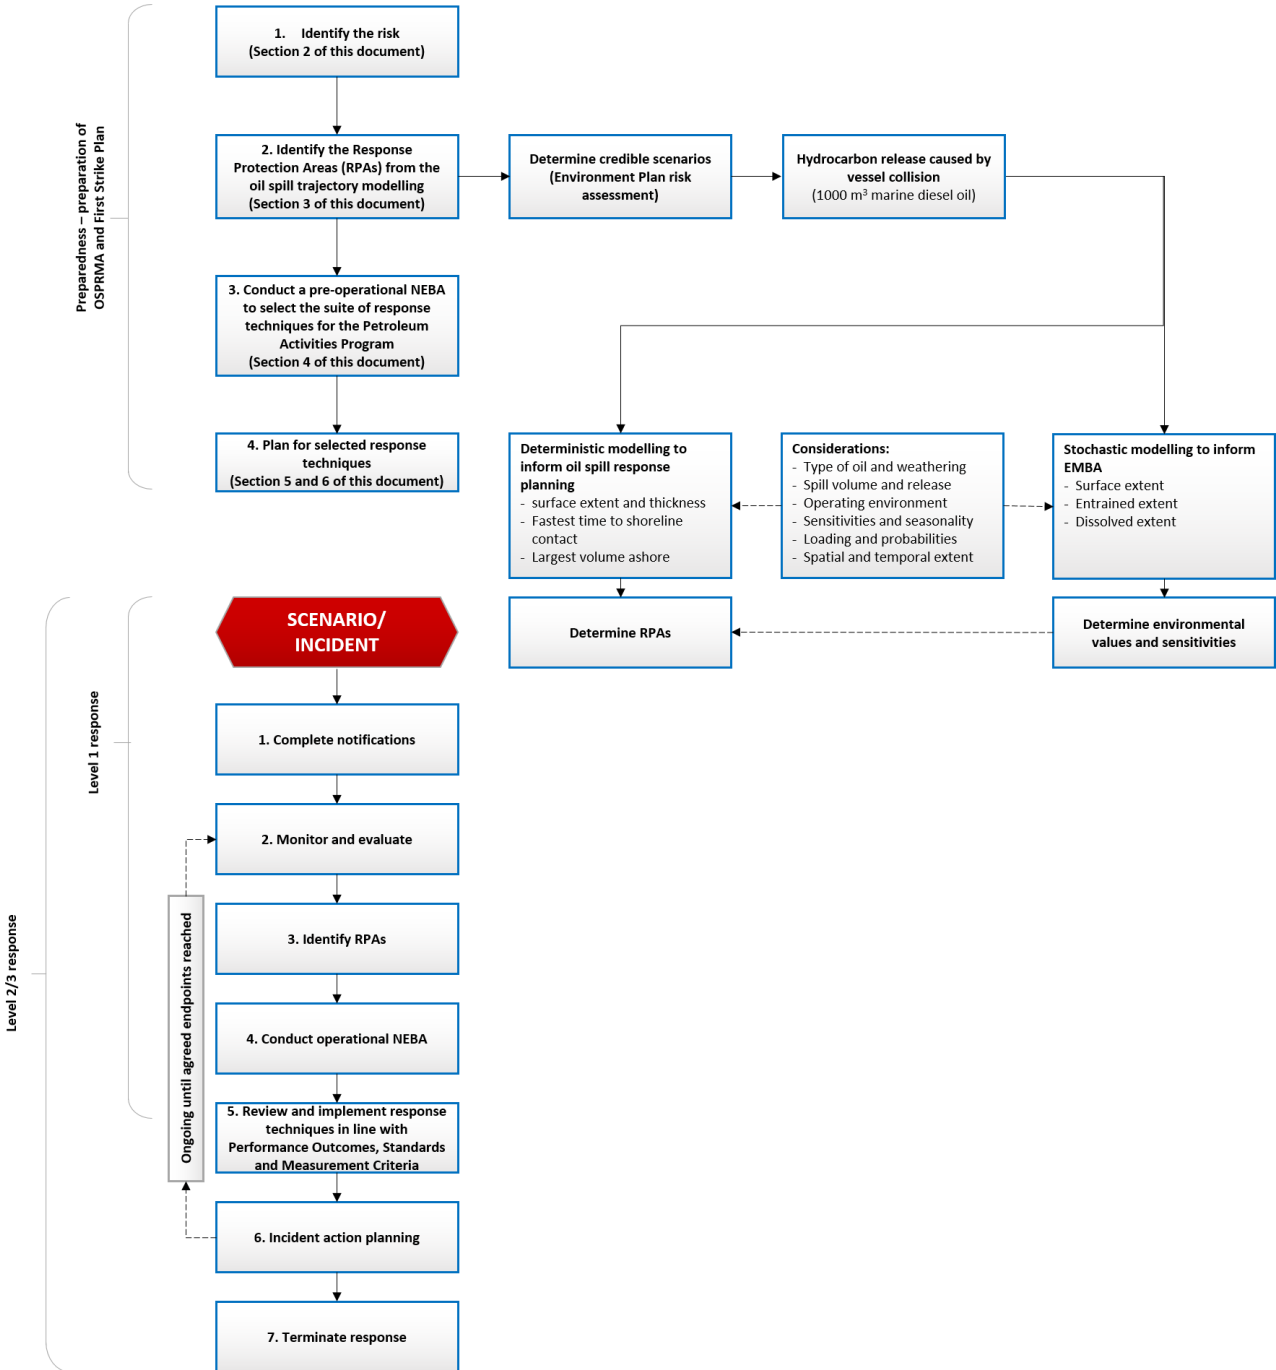 Preparedness – preparation of
OSPRMA and First Strike Plan
1. Identify the risk
(Section 2 of this document)
2. Identify the Response
Protection Areas (RPAs) from the
oil spill trajectory modelling
(Section 3 of this document)
Determine credible scenarios
(Environment Plan risk
assessment)
Hydrocarbon release caused by
vessel collision
(1000 m³ marine diesel oil)
3. Conduct a pre-operational NEBA
to select the suite of response
techniques for the Petroleum
Activities Program
(Section 4 of this document)
4. Plan for selected response
techniques
(Section 5 and 6 of this document)
Deterministic modelling to
inform oil spill response
planning
- surface extent and thickness
- Fastest time to shoreline
contact
- Largest volume ashore
Considerations:
- Type of oil and weathering
- Spill volume and release
- Operating environment
- Sensitivities and seasonality
- Loading and probabilities
- Spatial and temporal extent
Stochastic modelling to inform
EMBA
- Surface extent
- Entrained extent
- Dissolved extent
Determine RPAs
Determine environmental
values and sensitivities
Level 2/3 response
Level 1 response
SCENARIO/
INCIDENT
1. Complete notifications
2. Monitor and evaluate
3. Identify RPAs
4. Conduct operational NEBA
5. Review and implement response
techniques in line with
Performance Outcomes, Standards
and Measurement Criteria
Ongoing until agreed endpoints reached
6. Incident action planning
7. Terminate response